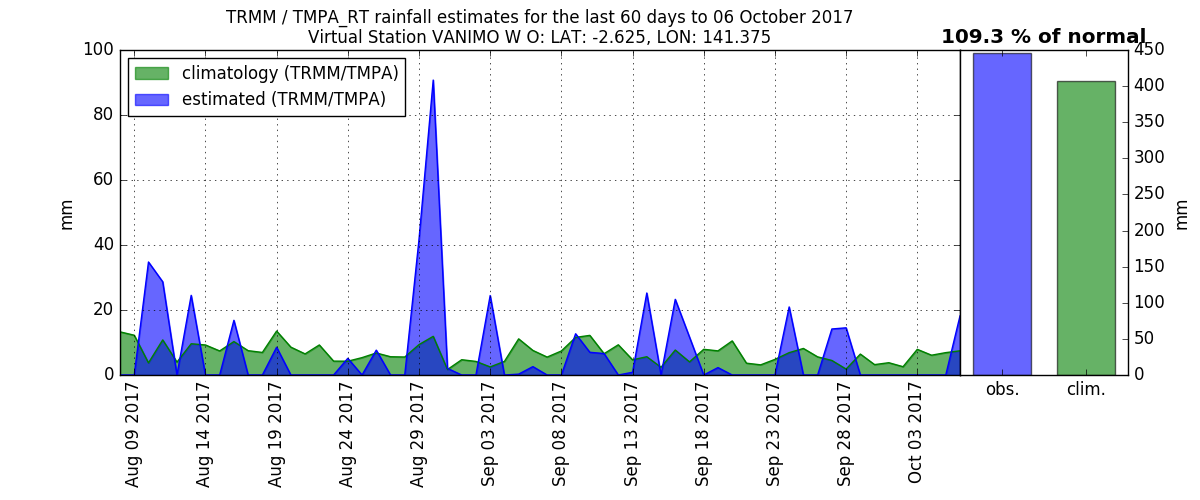 TRMM / TMPA_RT rainfall estimates for the last 60 days to 06 October 2017
Virtual Station VANIMO W O: LAT: -2.625, LON: 141.375
109.3 % of normal
climatology (TRMM/TMPA)
estimated (TRMM/TMPA)
100
80
60
40
20
0
mm
450
400
350
300
250
200
150
100
50
0
mm
obs.
clim.
Aug 09 2017
Aug 14 2017
Aug 19 2017
Aug 24 2017
Aug 29 2017
Sep 03 2017
Sep 08 2017
Sep 13 2017
Sep 18 2017
Sep 23 2017
Sep 28 2017
Oct 03 2017